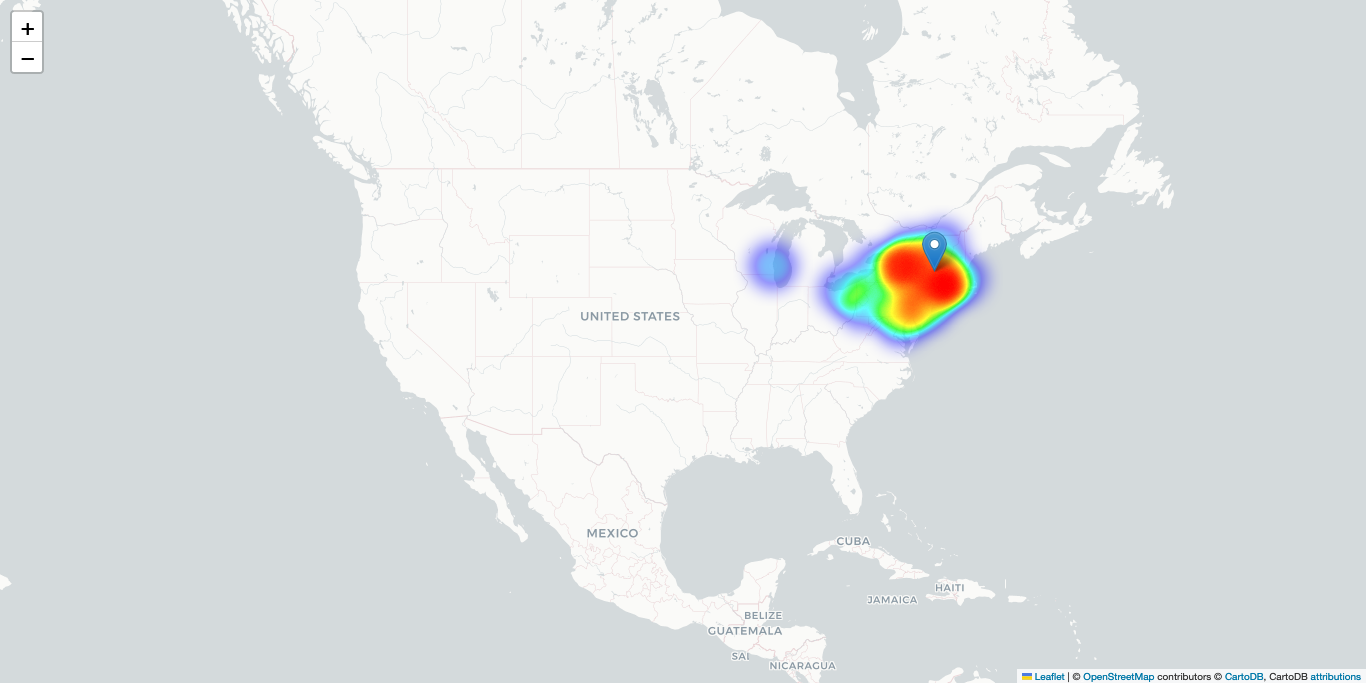 +
−
UNITED STATES
MEXICO
CUBA
HAITI
JAMAICA
BELIZE
GUATEMALA
SAL
NICARAGUA
Leaflet | © OpenStreetMap contributors © CartoDB, CartoDB attributions